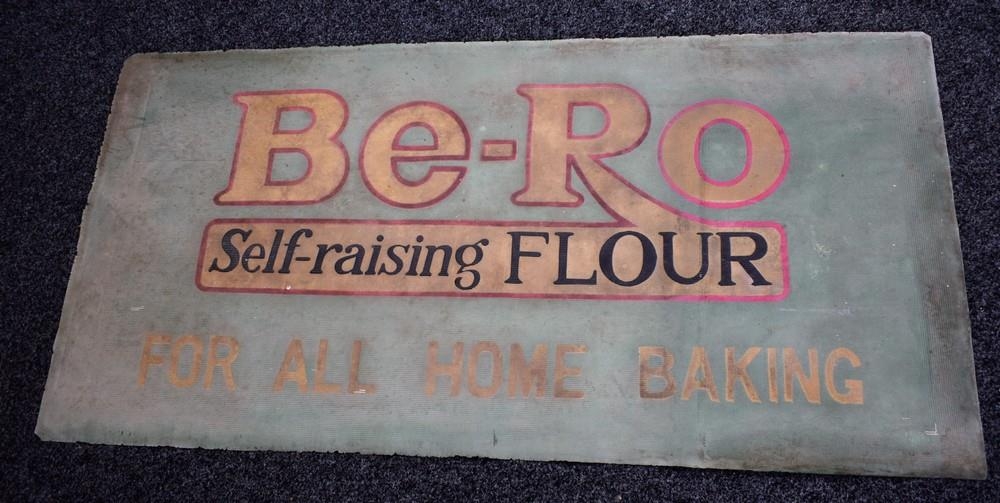 Be-Ro
Self-raising FLOUR
FOR ALL HOME BAKING